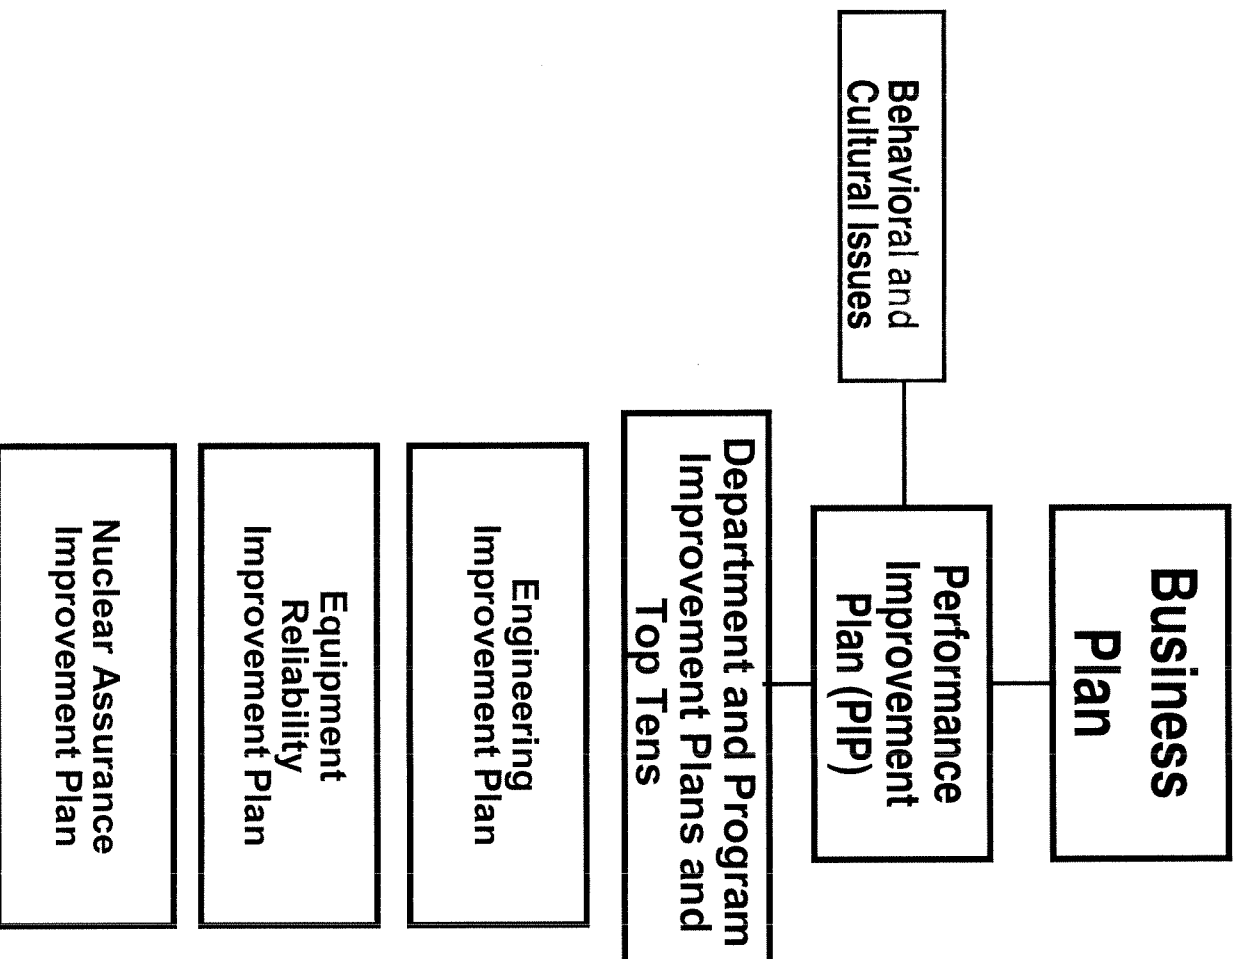 Business
Plan
Performance
Improvement
Plan (PIP)
Behavioral and
Cultural Issues
Department and Program
Improvement Plans and
Top Tens
Engineering
Improvement Plan
Equipment
Reliability
Improvement Plan
Nuclear Assurance
Improvement Plan